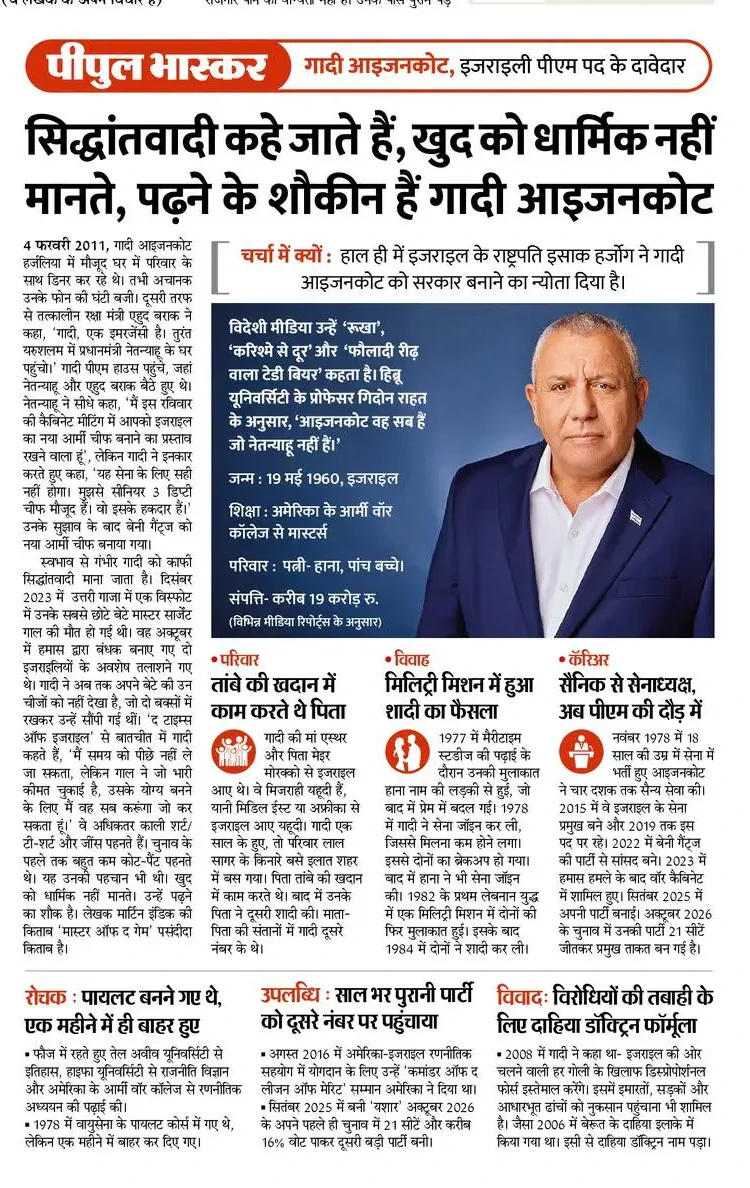 पीपुल भास्कर
गादी आइजनकोट, इजराइली पीएम पद के दावेदार
सिद्धांतवादी कहे जाते हैं, खुद को धार्मिक नहीं
मानते, पढ़ने के शौकीन हैं गादी आइजनकोट
4 फरवरी 2011, गादी आइजनकोट
हर्जलिया में मौजूद घर में परिवार के
साथ डिनर कर रहे थे। तभी अचानक
उनके फोन की घंटी बजी। दूसरी तरफ
से तत्कालीन रक्षा मंत्री एहुद बराक ने
कहा, ‘गादी, एक इमरजेंसी है। तुरंत
यरुशलम में प्रधानमंत्री नेतन्याहू के घर
पहुंचो।’ गादी पीएम हाउस पहुंचे, जहां
नेतन्याहू और एहुद बराक बैठे हुए थे।
नेतन्याहू ने सीधे कहा, ‘मैं इस रविवार
की कैबिनेट मीटिंग में आपको इजराइल
का नया आर्मी चीफ बनाने का प्रस्ताव
रखने वाला हूं’, लेकिन गादी ने इनकार
करते हुए कहा, ‘यह सेना के लिए सही
नहीं होगा। मुझसे सीनियर 3 डिप्टी
चीफ मौजूद हैं। वो इसके हकदार हैं।’
उनके सुझाव के बाद बेनी गैंट्ज को
नया आर्मी चीफ बनाया गया।
स्वभाव से गंभीर गादी को काफी
सिद्धांतवादी माना जाता है। दिसंबर
2023 में उत्तरी गाजा में एक विस्फोट
में उनके सबसे छोटे बेटे मास्टर सार्जेंट
गाल की मौत हो गई थी। वह अक्टूबर
में हमास द्वारा बंधक बनाए गए दो
इजराइलियों के अवशेष तलाशने गए
थे। गादी ने अब तक अपने बेटे की उन
चीजों को नहीं देखा है, जो दो बक्सों में
रखकर उन्हें सौंपी गई थीं। ‘द टाइम्स
ऑफ इजराइल’ से बातचीत में गादी
कहते हैं, ‘मैं समय को पीछे नहीं ले
जा सकता, लेकिन गाल ने जो भारी
कीमत चुकाई है, उसके योग्य बनने
के लिए मैं वह सब करूंगा जो कर
सकता हूं।’ वे अधिकतर काली शर्ट/
टी-शर्ट और जींस पहनते हैं। चुनाव के
पहले तक बहुत कम कोट-पैंट पहनते
थे। यह उनकी पहचान भी थी। खुद
को धार्मिक नहीं मानते। उन्हें पढ़ने
का शौक है। लेखक मार्टिन इंडिक की
किताब ‘मास्टर ऑफ द गेम’ पसंदीदा
किताब है।
चर्चा में क्यों : हाल ही में इजराइल के राष्ट्रपति इसाक हर्जोग ने गादी
आइजनकोट को सरकार बनाने का न्योता दिया है।
विदेशी मीडिया उन्हें ‘रूखा’,
‘करिश्मे से दूर’ और ‘फौलादी रीढ़
वाला टेडी बियर’ कहता है। हिब्रू
यूनिवर्सिटी के प्रोफेसर गिदोन राहत
के अनुसार, ‘आइजनकोट वह सब हैं
जो नेतन्याहू नहीं हैं।’
जन्म : 19 मई 1960, इजराइल
शिक्षा : अमेरिका के आर्मी वॉर
कॉलेज से मास्टर्स
परिवार : पत्नी- हाना, पांच बच्चे।
संपत्ति- करीब 19 करोड़ रु.
(विभिन्न मीडिया रिपोर्ट्स के अनुसार)
• परिवार
तांबे की खदान में
काम करते थे पिता
गादी की मां एस्थर
और पिता मेइर
मोरक्को से इजराइल
आए थे। वे मिजराही यहूदी हैं,
यानी मिडिल ईस्ट या अफ्रीका से
इजराइल आए यहूदी। गादी एक
साल के हुए, तो परिवार लाल
सागर के किनारे बसे इलात शहर
में बस गया। पिता तांबे की खदान
में काम करते थे। बाद में उनके
पिता ने दूसरी शादी की। माता-
पिता की संतानों में गादी दूसरे
नंबर के थे।
• विवाह
मिलिट्री मिशन में हुआ
शादी का फैसला
1977 में मैरीटाइम
स्टडीज की पढ़ाई के
दौरान उनकी मुलाकात
हाना नाम की लड़की से हुई, जो
बाद में प्रेम में बदल गई। 1978
में गादी ने सेना जॉइन कर ली,
जिससे मिलना कम होने लगा।
इससे दोनों का ब्रेकअप हो गया।
बाद में हाना ने भी सेना जॉइन
की। 1982 के प्रथम लेबनान युद्ध
में एक मिलिट्री मिशन में दोनों की
फिर मुलाकात हुई। इसके बाद
1984 में दोनों ने शादी कर ली।
• कॅरिअर
सैनिक से सेनाध्यक्ष,
अब पीएम की दौड़ में
नवंबर 1978 में 18
साल की उम्र में सेना में
भर्ती हुए आइजनकोट
ने चार दशक तक सैन्य सेवा की।
2015 में वे इजराइल के सेना
प्रमुख बने और 2019 तक इस
पद पर रहे। 2022 में बेनी गैंट्ज
की पार्टी से सांसद बने। 2023 में
हमास हमले के बाद वॉर कैबिनेट
में शामिल हुए। सितंबर 2025 में
अपनी पार्टी बनाई। अक्टूबर 2026
के चुनाव में उनकी पार्टी 21 सीटें
जीतकर प्रमुख ताकत बन गई है।
रोचक : पायलट बनने गए थे,
एक महीने में ही बाहर हुए
▪ फौज में रहते हुए तेल अवीव यूनिवर्सिटी से
इतिहास, हाइफा यूनिवर्सिटी से राजनीति विज्ञान
और अमेरिका के आर्मी वॉर कॉलेज से रणनीतिक
अध्ययन की पढ़ाई की।
▪ 1978 में वायुसेना के पायलट कोर्स में गए थे,
लेकिन एक महीने में बाहर कर दिए गए।
उपलब्धि : साल भर पुरानी पार्टी
को दूसरे नंबर पर पहुंचाया
▪ अगस्त 2016 में अमेरिका-इजराइल रणनीतिक
सहयोग में योगदान के लिए उन्हें ‘कमांडर ऑफ द
लीजन ऑफ मेरिट’ सम्मान अमेरिका ने दिया था।
▪ सितंबर 2025 में बनी ‘यशार’ अक्टूबर 2026
के अपने पहले ही चुनाव में 21 सीटें और करीब
16% वोट पाकर दूसरी बड़ी पार्टी बनी।
विवाद: विरोधियों की तबाही के
लिए दाहिया डॉक्ट्रिन फॉर्मूला
▪ 2008 में गादी ने कहा था- इजराइल की ओर
चलने वाली हर गोली के खिलाफ डिस्प्रोपोर्शनल
फोर्स इस्तेमाल करेंगे। इसमें इमारतों, सड़कों और
आधारभूत ढांचों को नुकसान पहुंचाना भी शामिल
है। जैसा 2006 में बेरूत के दाहिया इलाके में
किया गया था। इसी से दाहिया डॉक्ट्रिन नाम पड़ा।